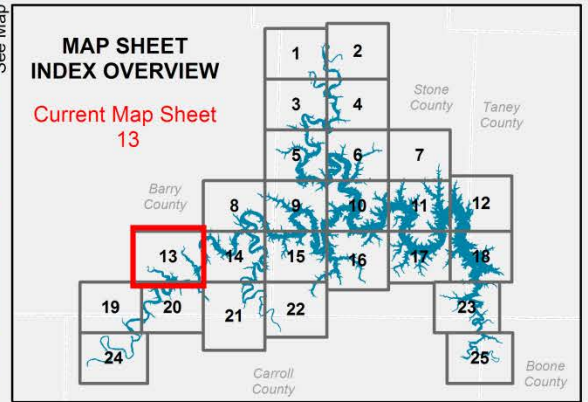 See Map
MAP SHEET
INDEX OVERVIEW
Current Map Sheet
13
1 2
3 4
Stone
County
Taney
County
5 6 7
Barry
County
8 9 10 11 12
13 14 15 16 17 18
19 20 21 22 23
24 25
Carroll
County
Boone
County